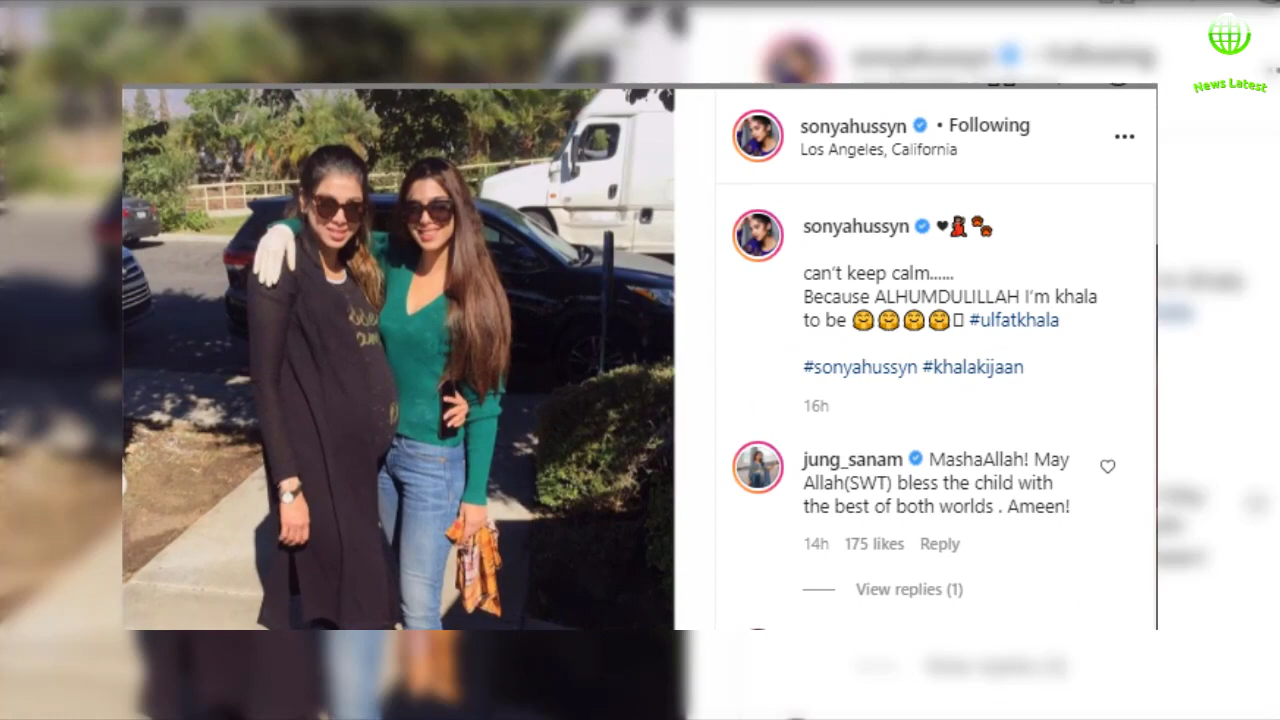 News Latest
sonyahussyn • Following
Los Angeles, California
sonyahussyn
can't keep calm......
Because ALHUMDULILLAH I'm khala
to be 🤗🤗🤗🤗 #ulfatkhala
#sonyahussyn #khalakijaan
16h
jung_sanam MashaAllah! May
Allah(SWT) bless the child with
the best of both worlds . Ameen!
14h 175 likes Reply
View replies (1)